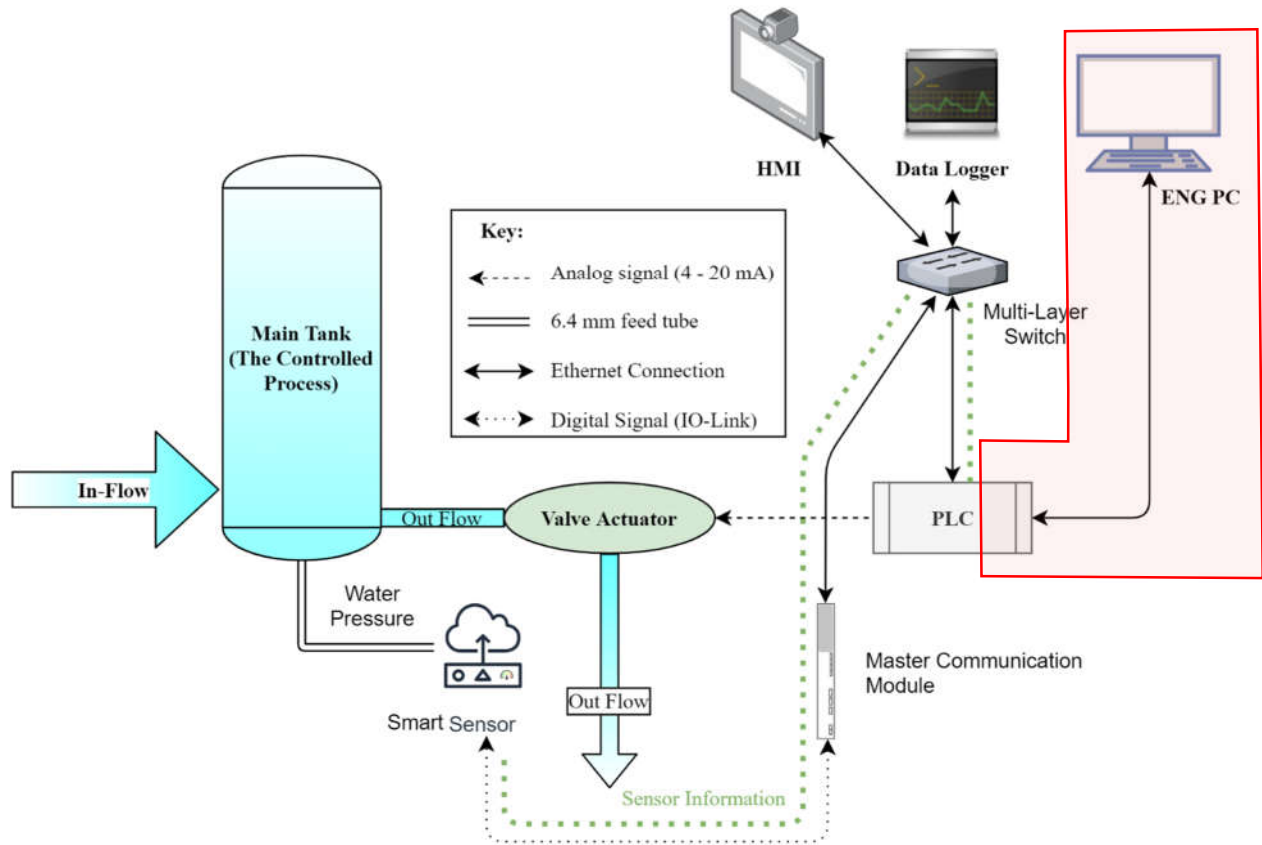 HMI
Data Logger
ENG PC
Key:
Analog signal (4 - 20 mA)
6.4 mm feed tube
Ethernet Connection
Digital Signal (IO-Link)
Multi-Layer
Switch
Main Tank
(The Controlled
Process)
In-Flow
Out Flow
Valve Actuator
PLC
Water
Pressure
Smart Sensor
Out Flow
Master Communication
Module
Sensor Information